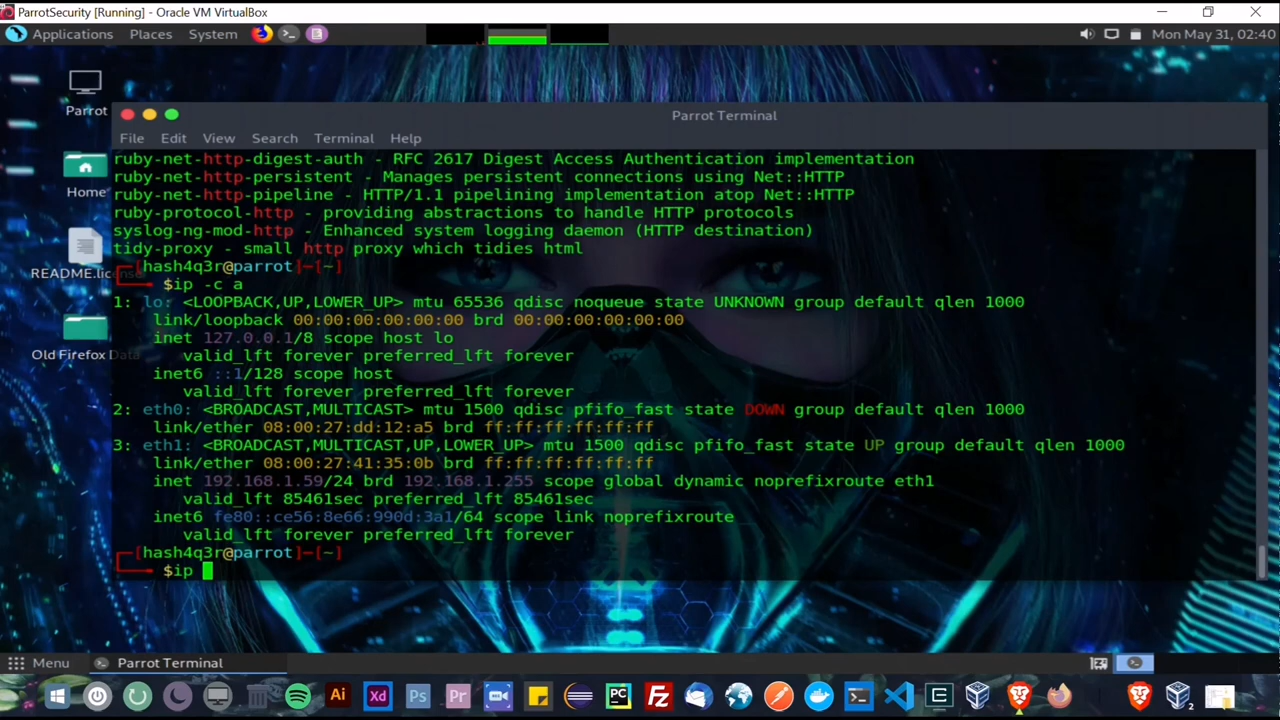 ParrotSecurity [Running] - Oracle VM VirtualBox
Applications Places System Mon May 31, 02:40
Parrot
Parrot Terminal
File Edit View Search Terminal Help
ruby-net-http-digest-auth - RFC 2617 Digest Access Authentication implementation
ruby-net-http-persistent - Manages persistent connections using Net::HTTP
ruby-net-http-pipeline - HTTP/1.1 pipelining implementation atop Net::HTTP
Home
ruby-protocol-http - providing abstractions to handle HTTP protocols
syslog-ng-mod-http - Enhanced system logging daemon (HTTP destination)
tidy-proxy - small http proxy which tidies html
[hash4q3r@parrot]-[~]
README.license
$ip -c a
1: lo: <LOOPBACK,UP,LOWER_UP> mtu 65536 qdisc noqueue state UNKNOWN group default qlen 1000
link/loopback 00:00:00:00:00:00 brd 00:00:00:00:00:00
inet 127.0.0.1/8 scope host lo
Old Firefox Data
valid_lft forever preferred_lft forever
inet6 ::1/128 scope host
valid_lft forever preferred_lft forever
2: eth0: <BROADCAST,MULTICAST> mtu 1500 qdisc pfifo_fast state DOWN group default qlen 1000
link/ether 08:00:27:dd:12:a5 brd ff:ff:ff:ff:ff:ff
3: eth1: <BROADCAST,MULTICAST,UP,LOWER_UP> mtu 1500 qdisc pfifo_fast state UP group default qlen 1000
link/ether 08:00:27:41:35:0b brd ff:ff:ff:ff:ff:ff
inet 192.168.1.59/24 brd 192.168.1.255 scope global dynamic noprefixroute eth1
valid_lft 85461sec preferred_lft 85461sec
inet6 fe80::ce56:8e66:990d:3a1/64 scope link noprefixroute
valid_lft forever preferred_lft forever
[hash4q3r@parrot]-[~]
$ip
Menu Parrot Terminal
Ai Xd Ps Pr PC FZ E 2